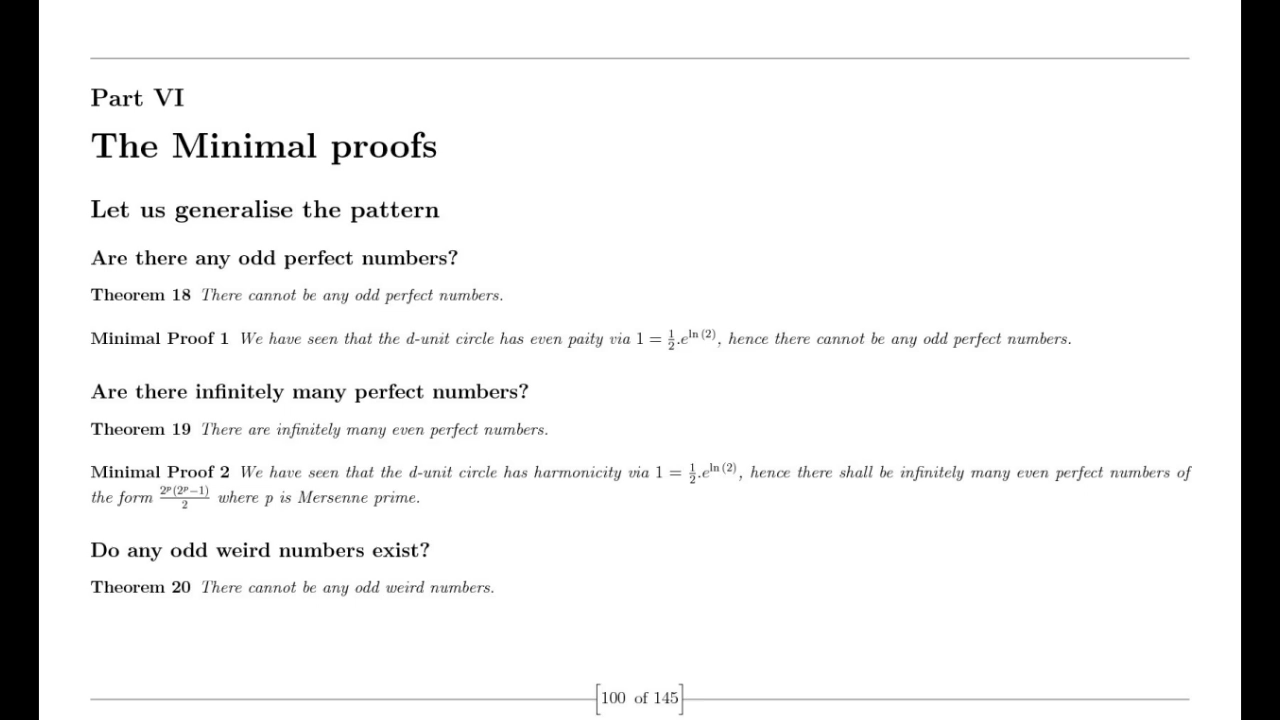 Part VI
The Minimal proofs
Let us generalise the pattern
Are there any odd perfect numbers?
Theorem 18 There cannot be any odd perfect numbers.
Minimal Proof 1 We have seen that the d-unit circle has even paity via 1 = \frac{1}{2}.e^{ln (2)}, hence there cannot be any odd perfect numbers.
Are there infinitely many perfect numbers?
Theorem 19 There are infinitely many even perfect numbers.
Minimal Proof 2 We have seen that the d-unit circle has harmonicity via 1 = \frac{1}{2}.e^{ln (2)}, hence there shall be infinitely many even perfect numbers of
the form \frac{2^p(2^p-1)}{2} where p is Mersenne prime.
Do any odd weird numbers exist?
Theorem 20 There cannot be any odd weird numbers.
[100 of 145]